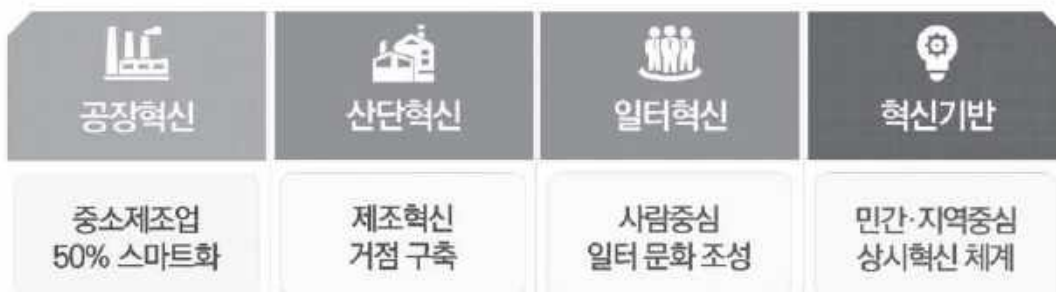 공장혁신
중소제조업
50% 스마트화
산단혁신
제조혁신
거점 구축
일터혁신
사람중심
일터 문화 조성
혁신기반
민간·지역중심
상시혁신 체계